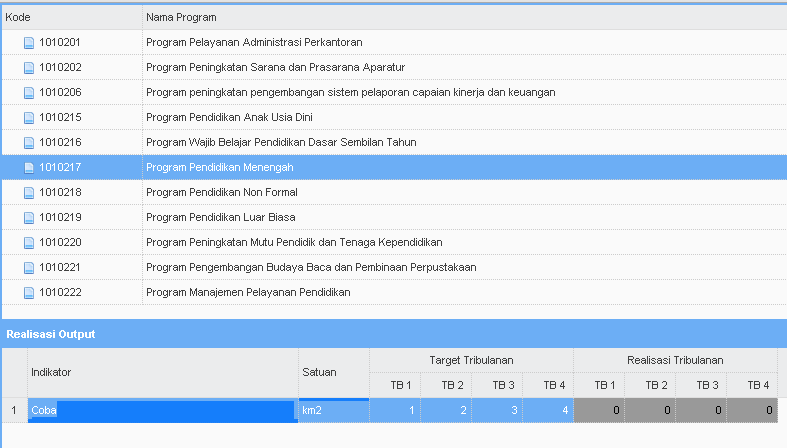 Kode Nama Program
1010201 Program Pelayanan Administrasi Perkantoran
1010202 Program Peningkatan Sarana dan Prasarana Aparatur
1010206 Program peningkatan pengembangan sistem pelaporan capaian kinerja dan keuangan
1010215 Program Pendidikan Anak Usia Dini
1010216 Program Wajib Belajar Pendidikan Dasar Sembilan Tahun
1010217 Program Pendidikan Menengah
1010218 Program Pendidikan Non Formal
1010219 Program Pendidikan Luar Biasa
1010220 Program Peningkatan Mutu Pendidik dan Tenaga Kependidikan
1010221 Program Pengembangan Budaya Baca dan Pembinaan Perpustakaan
1010222 Program Manajemen Pelayanan Pendidikan
Realisasi Output
Indikator Satuan Target Tribulanan Realisasi Tribulanan
TB 1 TB 2 TB 3 TB 4 TB 1 TB 2 TB 3 TB 4
1 Coba km2 1 2 3 4 0 0 0 0